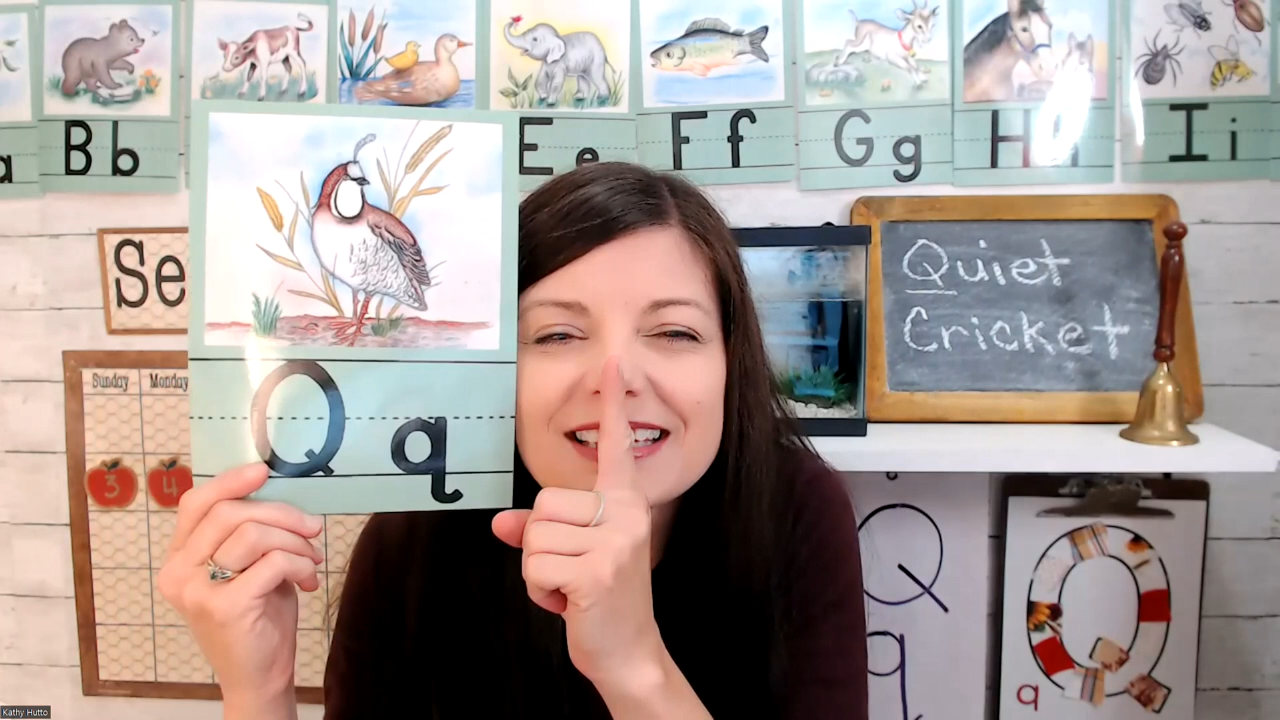 a
Bb
Ee
Ff
Gg
H
Ii
Se
Qq
Quiet
Cricket
Sunday Monday
3 4
Q
q
Q
q
Kathy Hutto